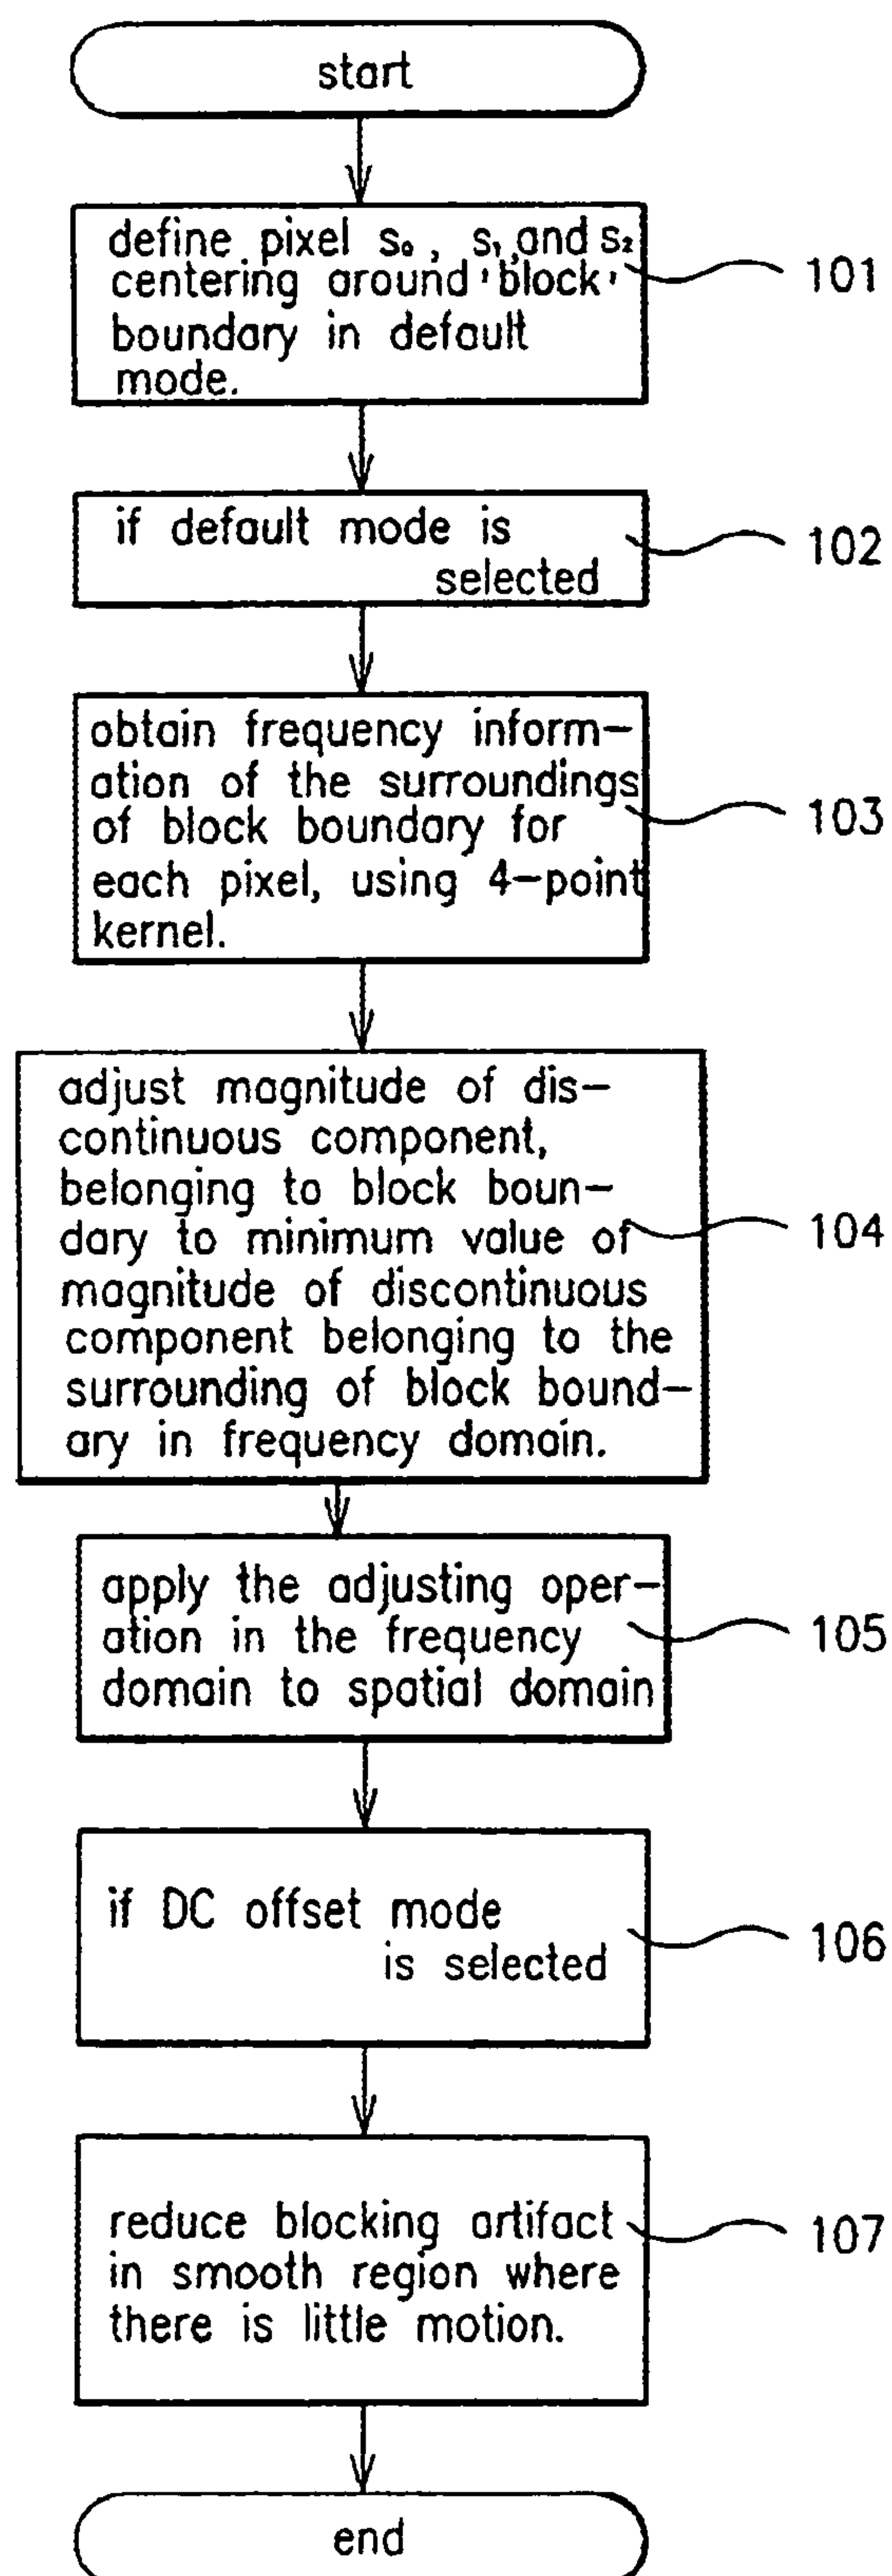 start
define pixel s₀, s₁, and s₂
centering around 'block'
boundary in default
mode.
101
if default mode is
selected
102
obtain frequency inform-
ation of the surroundings
of block boundary for
each pixel, using 4-point
kernel.
103
adjust magnitude of dis-
continuous component,
belonging to block boun-
dary to minimum value of
magnitude of discontinuous
component belonging to the
surrounding of block bound-
ary in frequency domain.
104
apply the adjusting oper-
ation in the frequency
domain to spatial domain
105
if DC offset mode
is selected
106
reduce blocking artifact
in smooth region where
there is little motion.
107
end